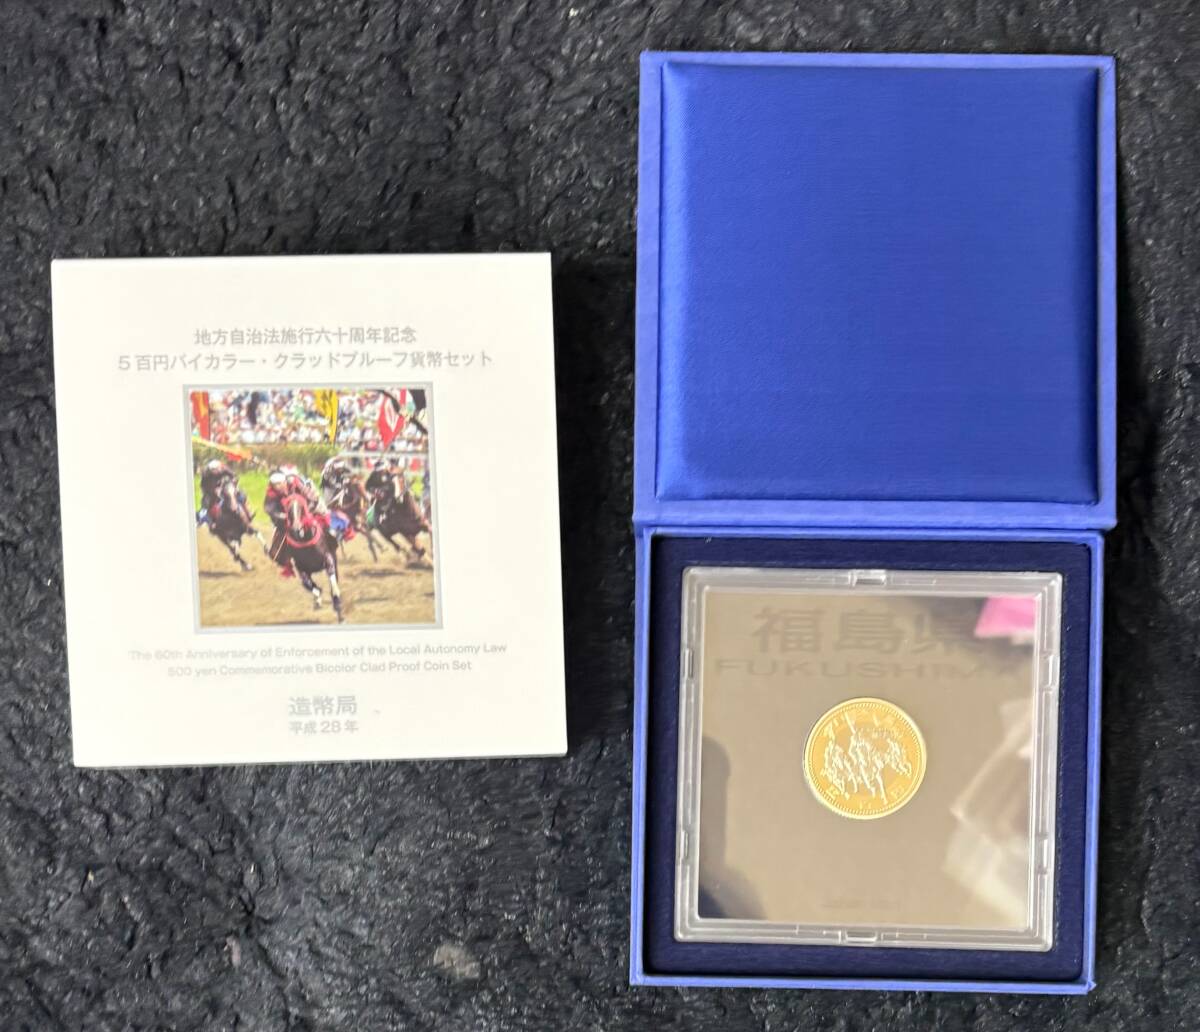 地方自治法施行六十周年記念
5百円バイカラー・クラッドプルーフ貨幣セット
The 60th Anniversary of Enforcement of the Local Autonomy Law
500 yen Commemorative Bicolor Clad Proof Coin Set
造幣局
平成28年
福島県
FUKUSHIMA